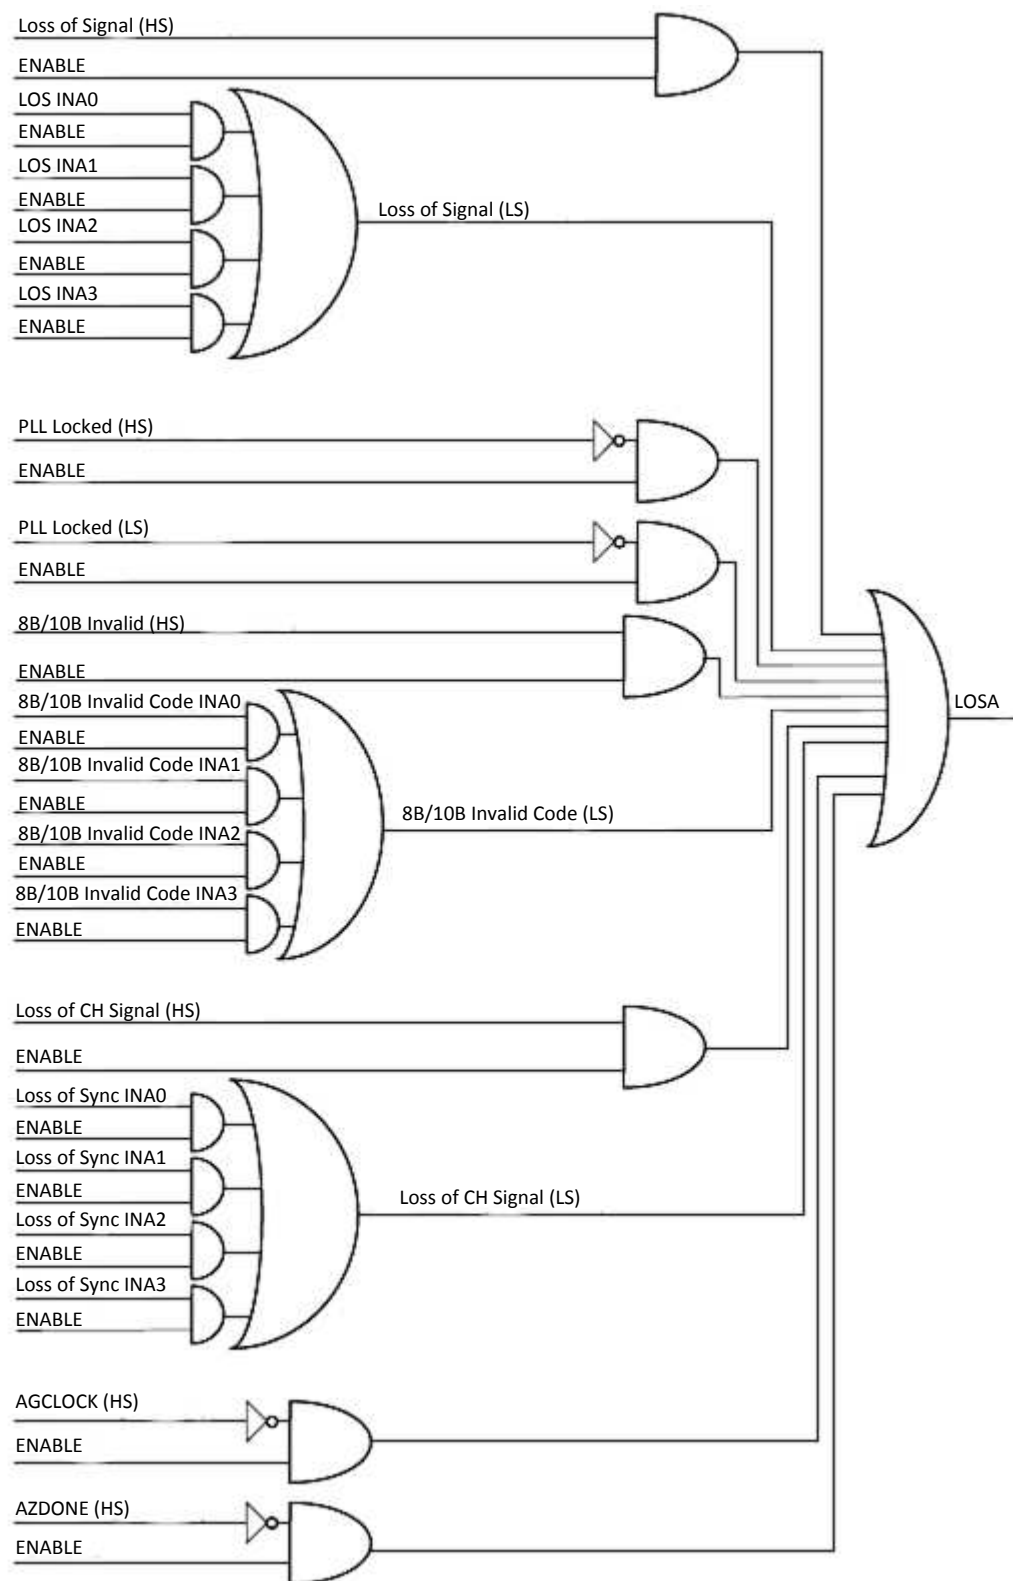 Loss of Signal (HS)
ENABLE
LOS INA0
ENABLE
LOS INA1
ENABLE
LOS INA2
ENABLE
LOS INA3
ENABLE
Loss of Signal (LS)
PLL Locked (HS)
ENABLE
PLL Locked (LS)
ENABLE
8B/10B Invalid (HS)
ENABLE
8B/10B Invalid Code INA0
ENABLE
8B/10B Invalid Code INA1
ENABLE
8B/10B Invalid Code INA2
ENABLE
8B/10B Invalid Code INA3
ENABLE
8B/10B Invalid Code (LS)
LOSA
Loss of CH Signal (HS)
ENABLE
Loss of Sync INA0
ENABLE
Loss of Sync INA1
ENABLE
Loss of Sync INA2
ENABLE
Loss of Sync INA3
ENABLE
Loss of CH Signal (LS)
AGCLOCK (HS)
ENABLE
AZDONE (HS)
ENABLE